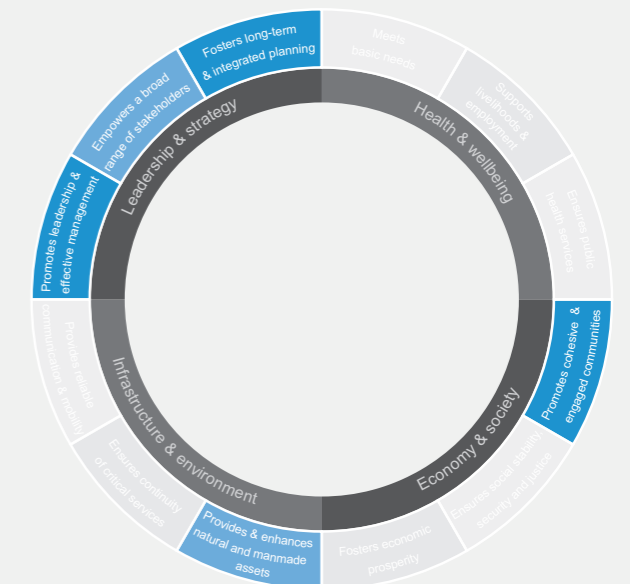 Fosters long-term
& integrated planning
Meets
basic needs
Supports
livelihoods &
employment
Ensures public
health services
Promotes cohesive &
engaged communities
Ensures social stability,
security and justice
Fosters economic
prosperity
Provides & enhances
natural and manmade
assets
Ensures continuity
of critical services
Provides reliable
communication & mobility
Promotes leadership &
effective management
Empowers a broad
range of stakeholders
Leadership & strategy
Health & wellbeing
Economy & society
Infrastructure & environment